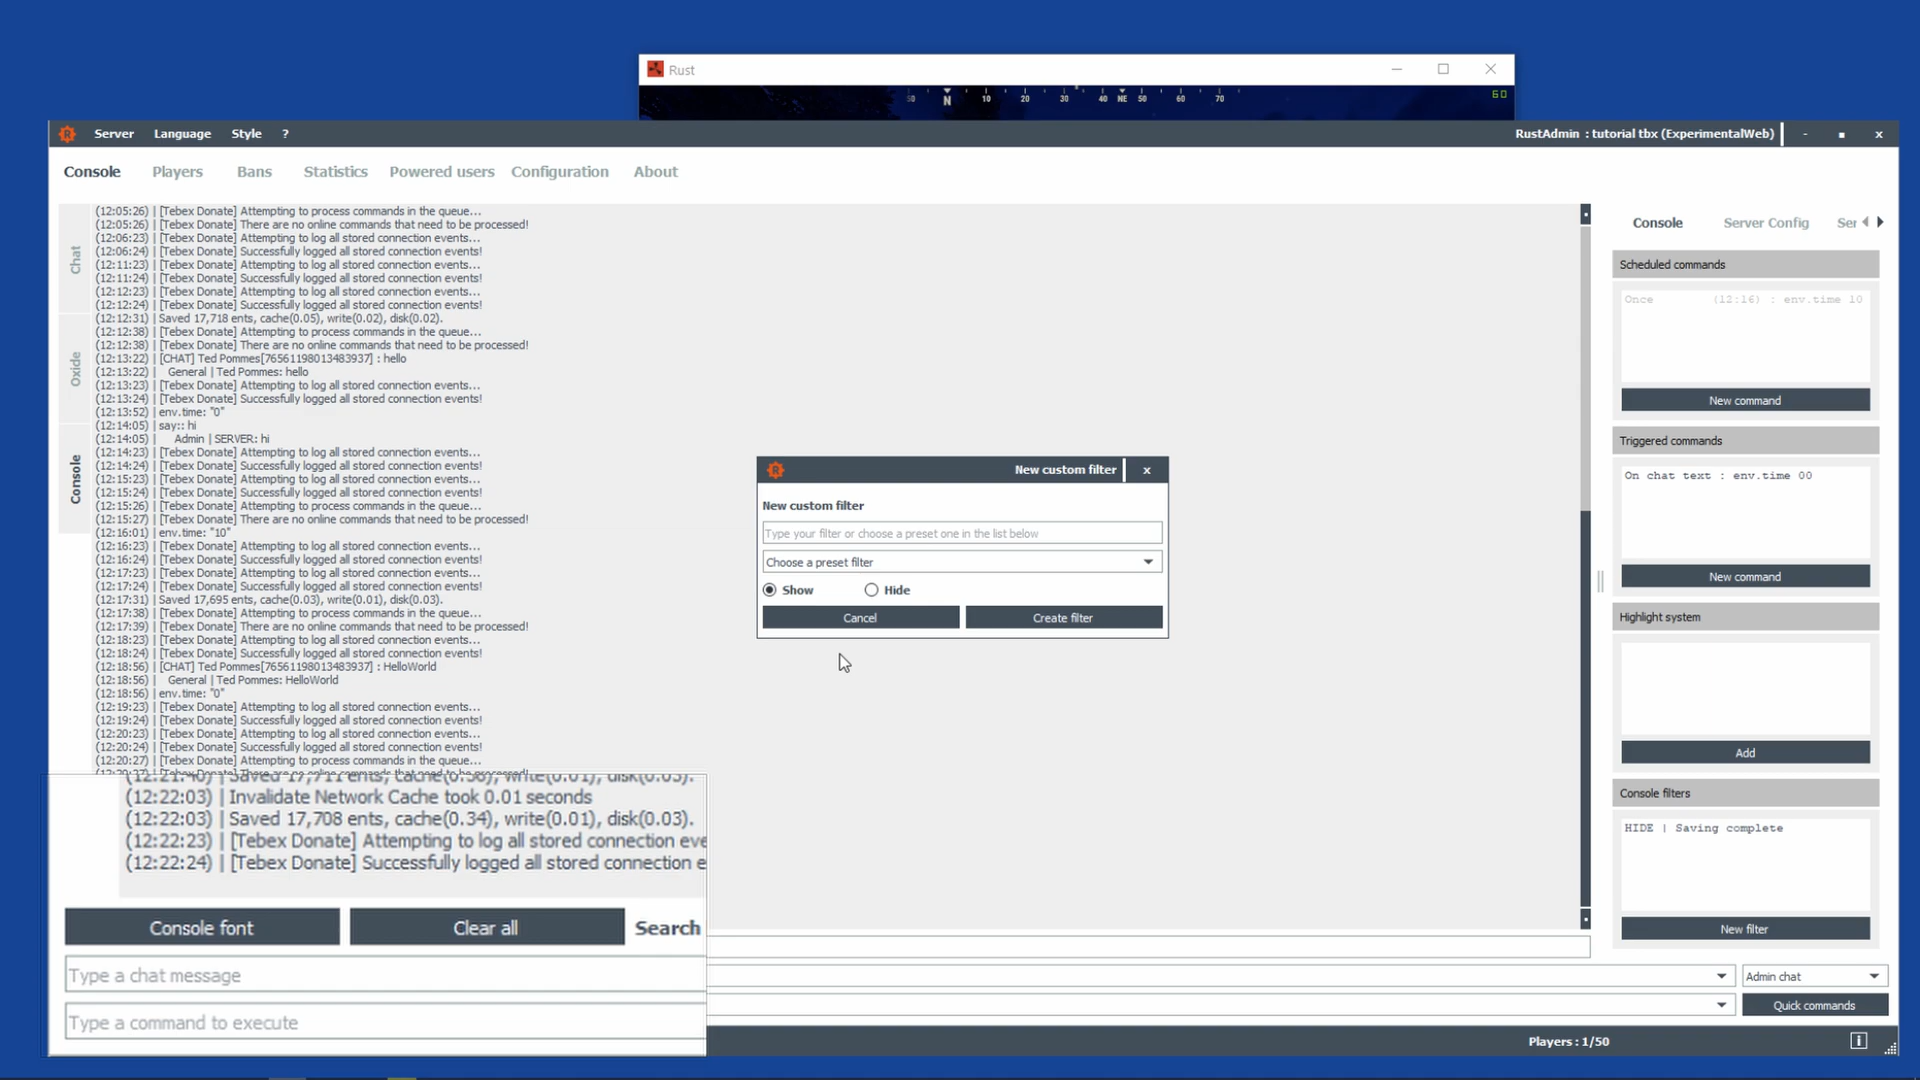 Rust
50 N 10 20 30 40 NE 50 60 70
60
Server Language Style ?
RustAdmin : tutorial tbx (ExperimentalWeb)
Console Players Bans Statistics Powered users Configuration About
Chat
Oxide
Console
(12:05:26) | [Tebex Donate] Attempting to process commands in the queue...
(12:05:26) | [Tebex Donate] There are no online commands that need to be processed!
(12:06:23) | [Tebex Donate] Attempting to log all stored connection events...
(12:06:24) | [Tebex Donate] Successfully logged all stored connection events!
(12:11:23) | [Tebex Donate] Attempting to log all stored connection events...
(12:11:24) | [Tebex Donate] Successfully logged all stored connection events!
(12:12:23) | [Tebex Donate] Attempting to log all stored connection events...
(12:12:24) | [Tebex Donate] Successfully logged all stored connection events!
(12:12:31) | Saved 17,718 ents, cache(0.05), write(0.02), disk(0.02).
(12:12:38) | [Tebex Donate] Attempting to process commands in the queue...
(12:12:38) | [Tebex Donate] There are no online commands that need to be processed!
(12:13:22) | [CHAT] Ted Pommes[76561198013483937] : hello
(12:13:22) | General | Ted Pommes: hello
(12:13:23) | [Tebex Donate] Attempting to log all stored connection events...
(12:13:24) | [Tebex Donate] Successfully logged all stored connection events!
(12:13:52) | env.time: "0"
(12:14:05) | say:: hi
(12:14:05) | Admin | SERVER: hi
(12:14:23) | [Tebex Donate] Attempting to log all stored connection events...
(12:14:24) | [Tebex Donate] Successfully logged all stored connection events!
(12:15:23) | [Tebex Donate] Attempting to log all stored connection events...
(12:15:24) | [Tebex Donate] Successfully logged all stored connection events!
(12:15:26) | [Tebex Donate] Attempting to process commands in the queue...
(12:15:27) | [Tebex Donate] There are no online commands that need to be processed!
(12:16:01) | env.time: "10"
(12:16:23) | [Tebex Donate] Attempting to log all stored connection events...
(12:16:24) | [Tebex Donate] Successfully logged all stored connection events!
(12:17:23) | [Tebex Donate] Attempting to log all stored connection events...
(12:17:24) | [Tebex Donate] Successfully logged all stored connection events!
(12:17:31) | Saved 17,695 ents, cache(0.03), write(0.01), disk(0.03).
(12:17:38) | [Tebex Donate] Attempting to process commands in the queue...
(12:17:39) | [Tebex Donate] There are no online commands that need to be processed!
(12:18:23) | [Tebex Donate] Attempting to log all stored connection events...
(12:18:24) | [Tebex Donate] Successfully logged all stored connection events!
(12:18:56) | [CHAT] Ted Pommes[76561198013483937] : HelloWorld
(12:18:56) | General | Ted Pommes: HelloWorld
(12:18:56) | env.time: "0"
(12:19:23) | [Tebex Donate] Attempting to log all stored connection events...
(12:19:24) | [Tebex Donate] Successfully logged all stored connection events!
(12:20:23) | [Tebex Donate] Attempting to log all stored connection events...
(12:20:24) | [Tebex Donate] Successfully logged all stored connection events!
(12:20:27) | [Tebex Donate] Attempting to process commands in the queue...
(12:20:27) | [Tebex Donate] There are no online commands that need to be processed!
(12:22:03) | Invalidate Network Cache took 0.01 seconds
(12:22:03) | Saved 17,708 ents, cache(0.34), write(0.01), disk(0.03).
(12:22:23) | [Tebex Donate] Attempting to log all stored connection eve
(12:22:24) | [Tebex Donate] Successfully logged all stored connection e
Console font Clear all Search
Type a chat message
Type a command to execute
New custom filter x
New custom filter
Type your filter or choose a preset one in the list below
Choose a preset filter
Show Hide
Cancel Create filter
Console Server Config Ser
Scheduled commands
Once (12:16) : env.time 10
New command
Triggered commands
On chat text : env.time 00
New command
Highlight system
Add
Console filters
HIDE | Saving complete
New filter
Admin chat
Quick commands
Players : 1/50